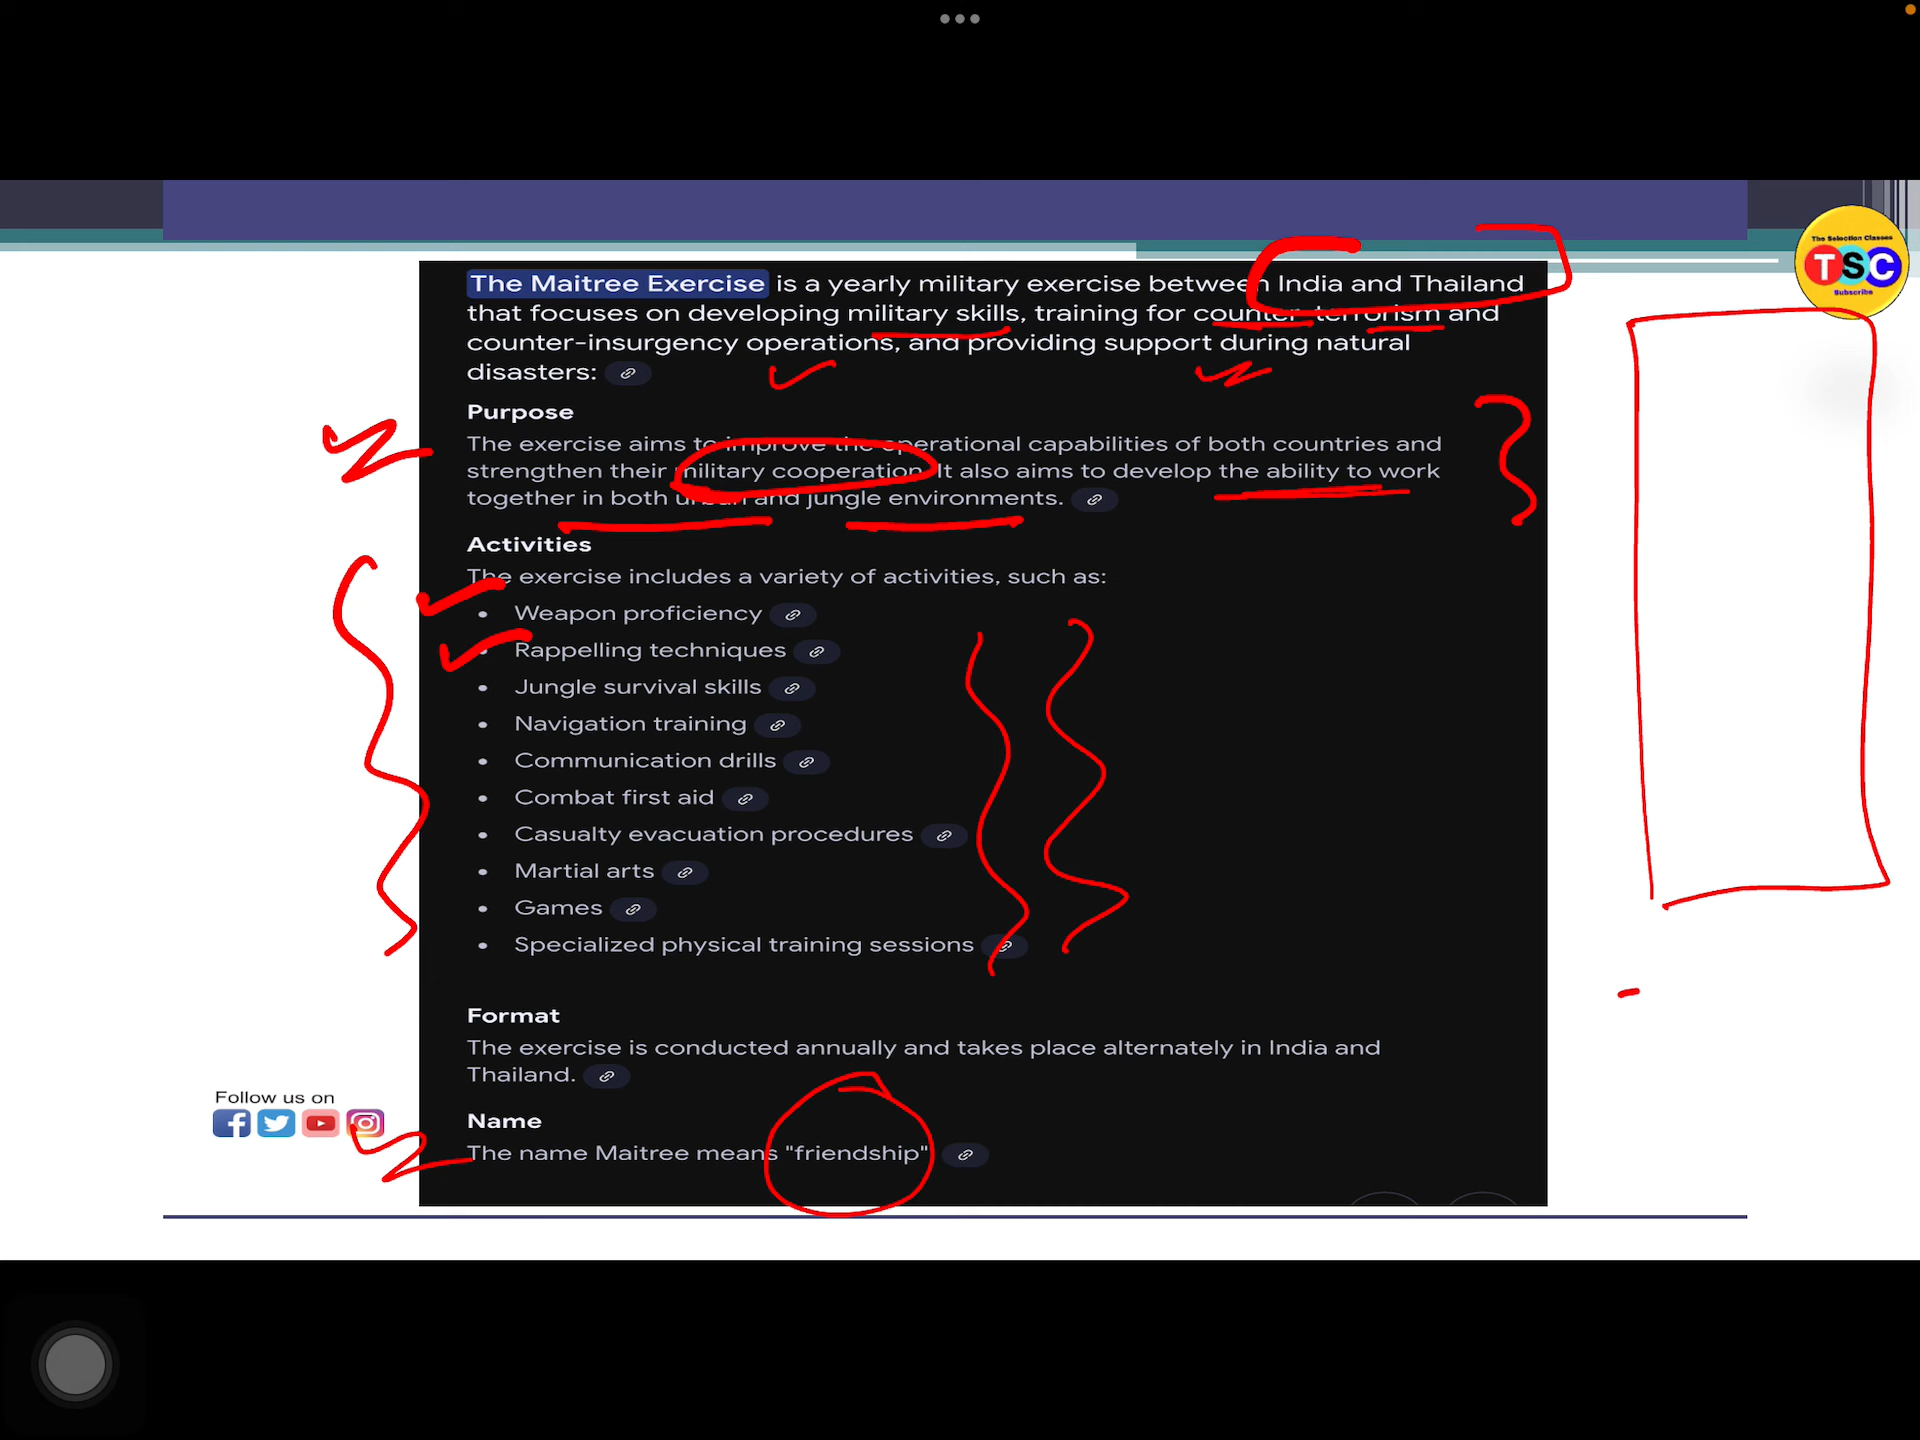 The Selection Classes
TSC
Subscribe
The Maitree Exercise is a yearly military exercise between India and Thailand
that focuses on developing military skills, training for counter-terrorism and
counter-insurgency operations, and providing support during natural
disasters:
Purpose
The exercise aims to improve the operational capabilities of both countries and
strengthen their military cooperation. It also aims to develop the ability to work
together in both urban and jungle environments.
Activities
The exercise includes a variety of activities, such as:
• Weapon proficiency
• Rappelling techniques
• Jungle survival skills
• Navigation training
• Communication drills
• Combat first aid
• Casualty evacuation procedures
• Martial arts
• Games
• Specialized physical training sessions
Format
The exercise is conducted annually and takes place alternately in India and
Thailand.
Name
The name Maitree means "friendship"
Follow us on